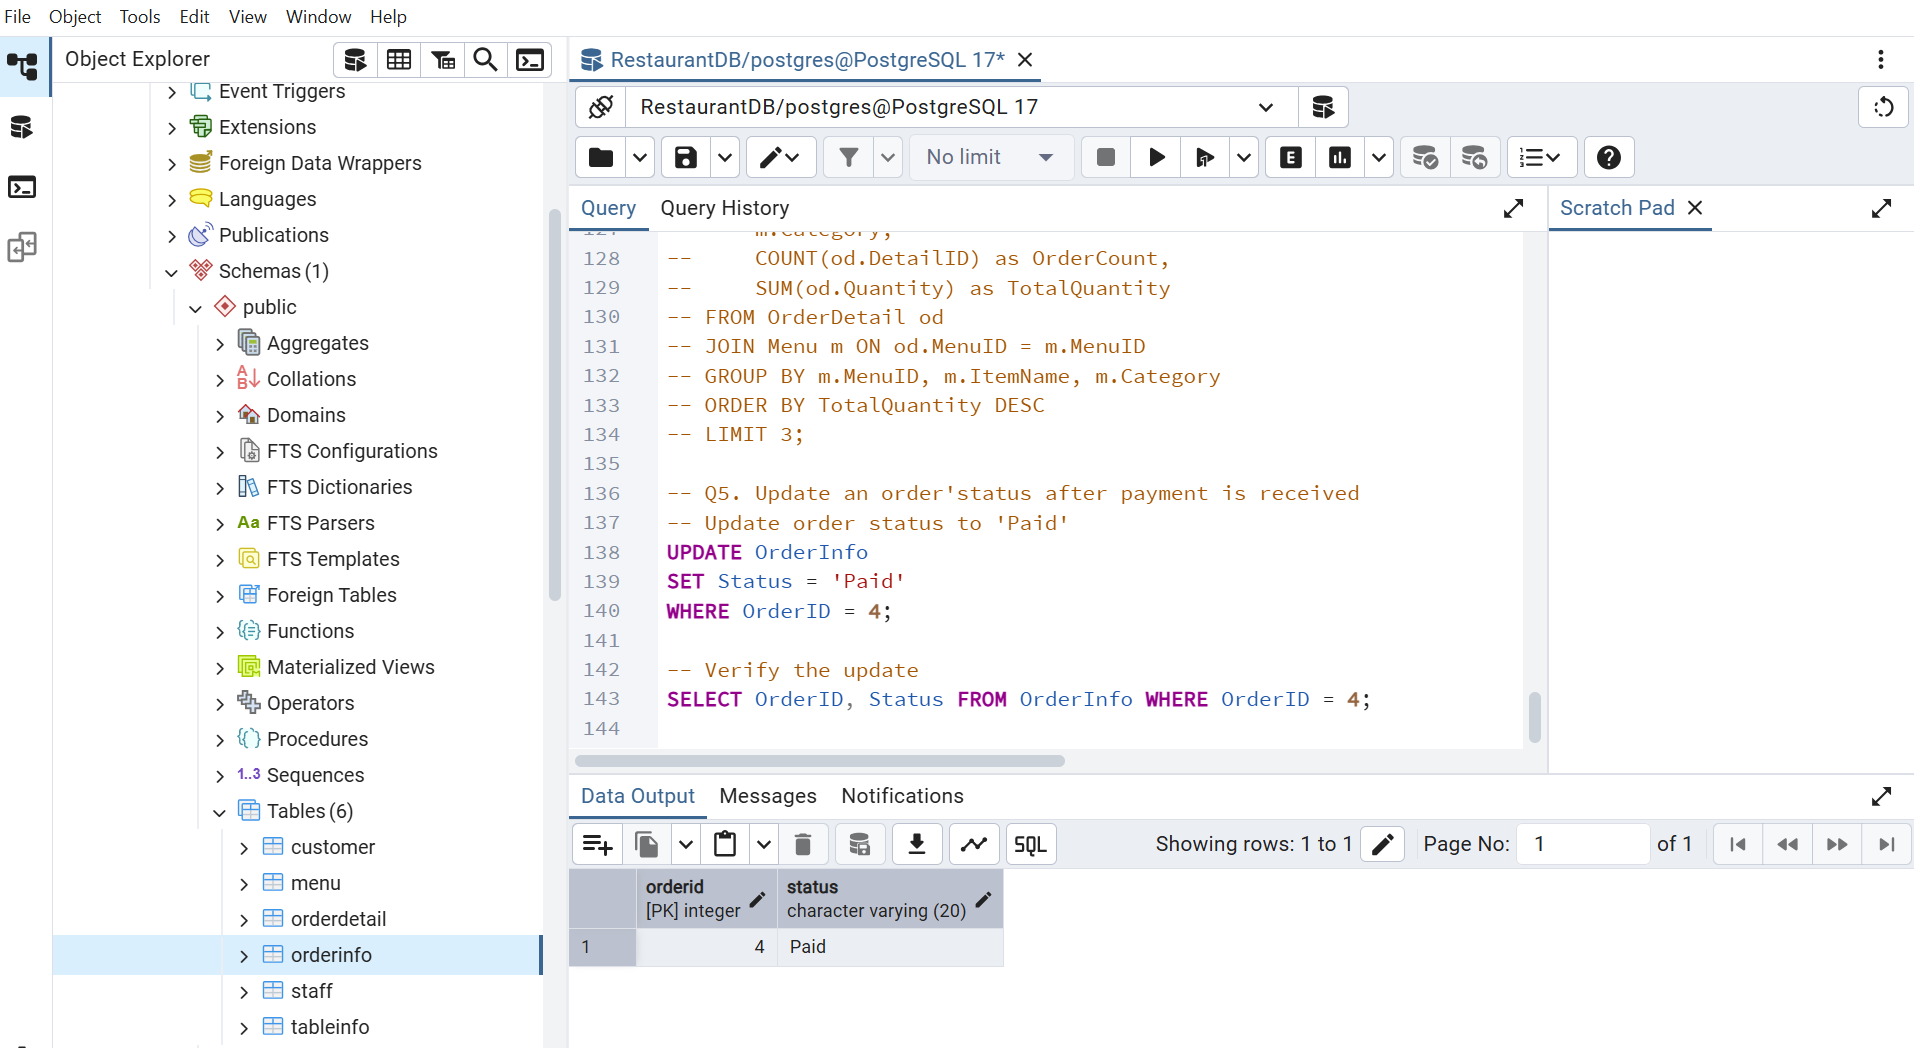 File Object Tools Edit View Window Help
Object Explorer
Event Triggers
Extensions
Foreign Data Wrappers
Languages
Publications
Schemas (1)
public
Aggregates
Collations
Domains
FTS Configurations
FTS Dictionaries
Aa FTS Parsers
FTS Templates
Foreign Tables
Functions
Materialized Views
Operators
Procedures
1..3 Sequences
Tables (6)
customer
menu
orderdetail
orderinfo
staff
tableinfo
RestaurantDB/postgres@PostgreSQL 17*
RestaurantDB/postgres@PostgreSQL 17
No limit
E
Query Query History
Scratch Pad
127 -- m.Category,
128 -- COUNT(od.DetailID) as OrderCount,
129 -- SUM(od.Quantity) as TotalQuantity
130 -- FROM OrderDetail od
131 -- JOIN Menu m ON od.MenuID = m.MenuID
132 -- GROUP BY m.MenuID, m.ItemName, m.Category
133 -- ORDER BY TotalQuantity DESC
134 -- LIMIT 3;
135
136 -- Q5. Update an order'status after payment is received
137 -- Update order status to 'Paid'
138 UPDATE OrderInfo
139 SET Status = 'Paid'
140 WHERE OrderID = 4;
141
142 -- Verify the update
143 SELECT OrderID, Status FROM OrderInfo WHERE OrderID = 4;
144
Data Output Messages Notifications
SQL
Showing rows: 1 to 1
Page No: 1 of 1
orderid status
[PK] integer character varying (20)
1 4 Paid